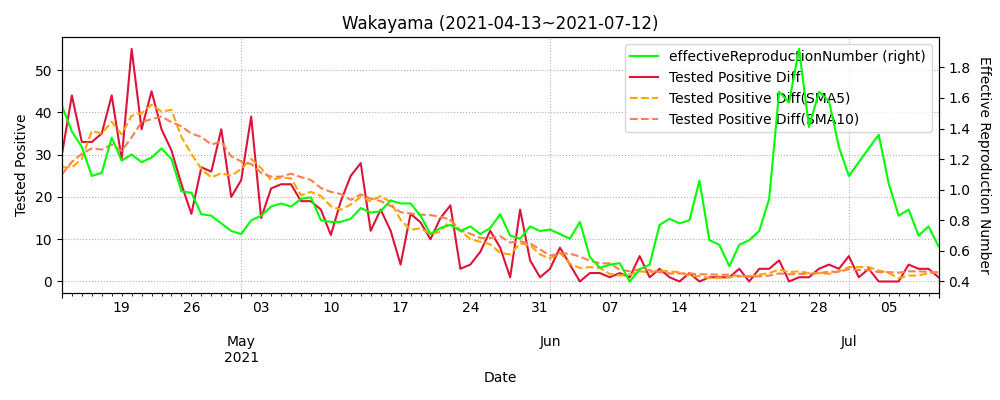 Wakayama (2021-04-13~2021-07-12)
effectiveReproductionNumber (right)
Tested Positive Diff
Tested Positive Diff(SMA5)
Tested Positive Diff(SMA10)
Tested Positive
50
40
30
20
10
0
Effective Reproduction Number
1.8
1.6
1.4
1.2
1.0
0.8
0.6
0.4
19 26 03 10 17 24 31 07 14 21 28 05
May Jun Jul
2021
Date